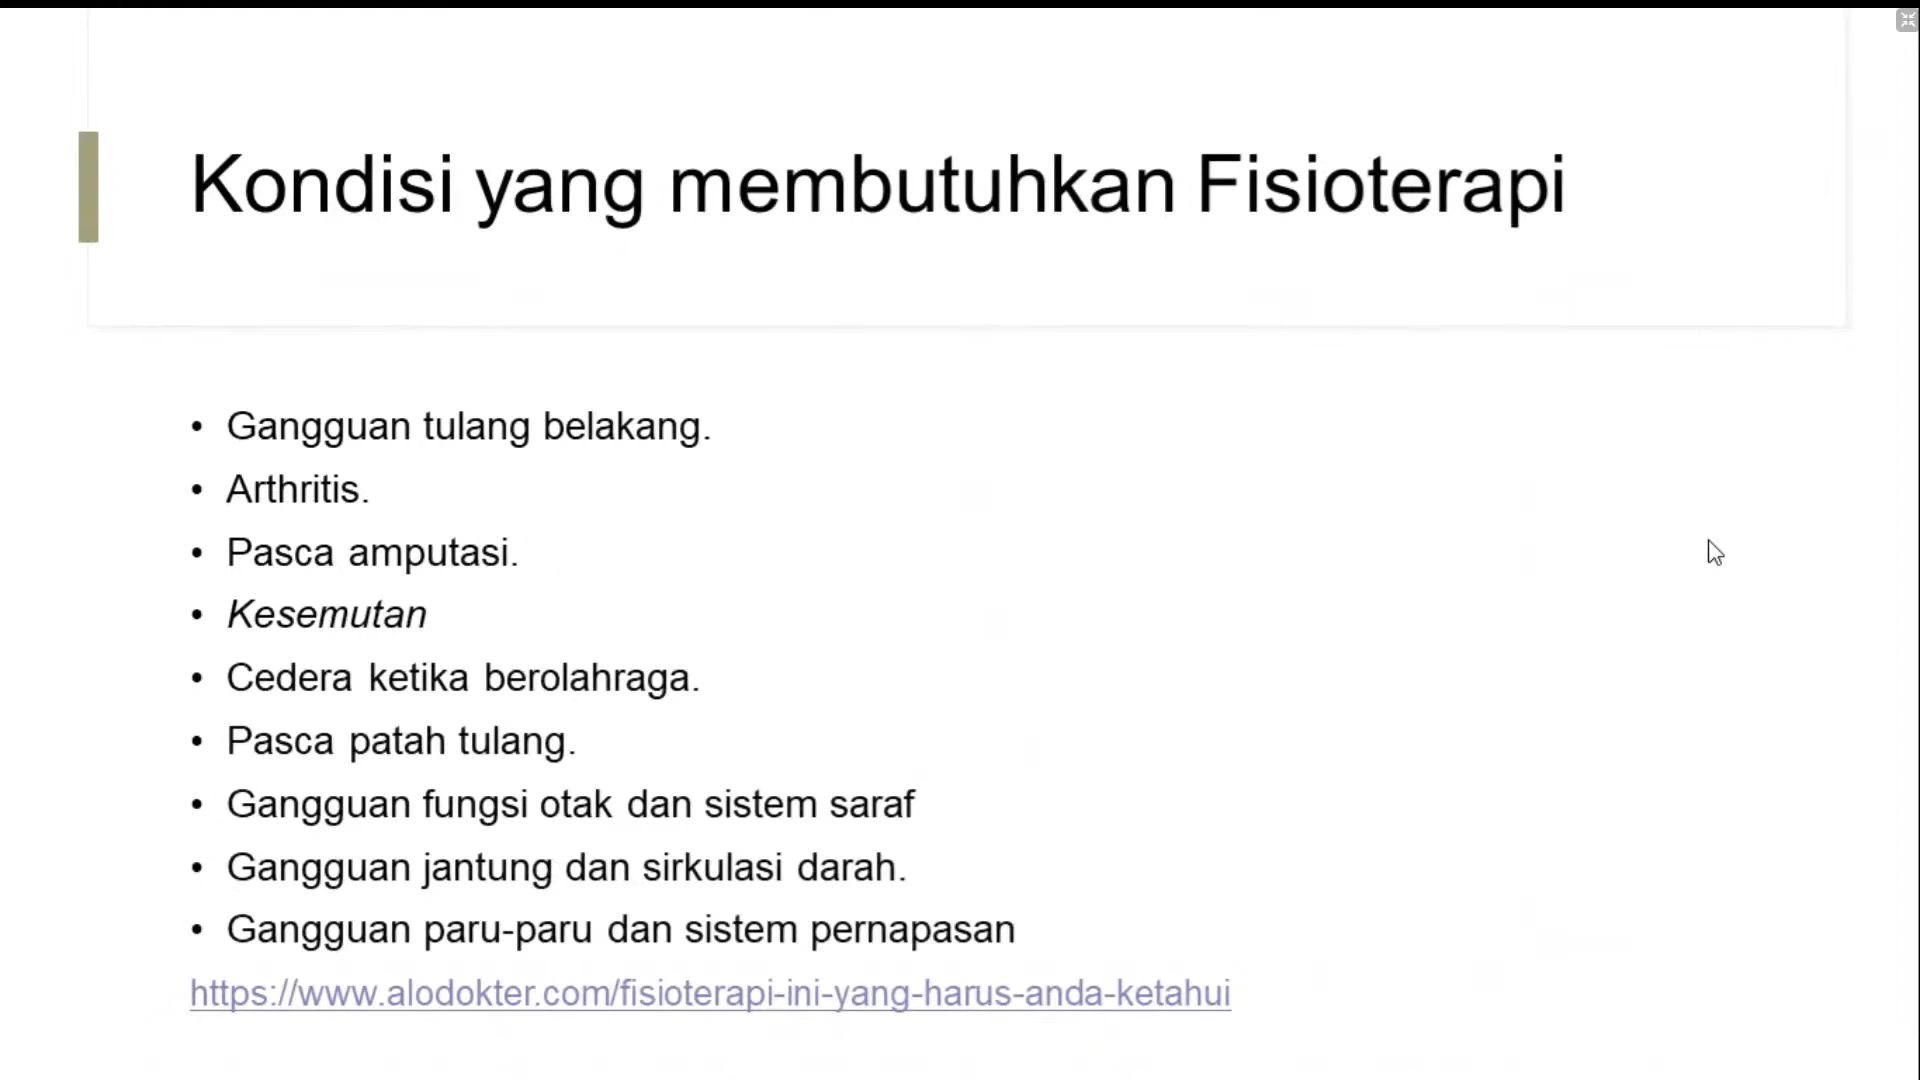 Kondisi yang membutuhkan Fisioterapi
• Gangguan tulang belakang.
• Arthritis.
• Pasca amputasi.
• Kesemutan
• Cedera ketika berolahraga.
• Pasca patah tulang.
• Gangguan fungsi otak dan sistem saraf
• Gangguan jantung dan sirkulasi darah.
• Gangguan paru-paru dan sistem pernapasan
https://www.alodokter.com/fisioterapi-ini-yang-harus-anda-ketahui